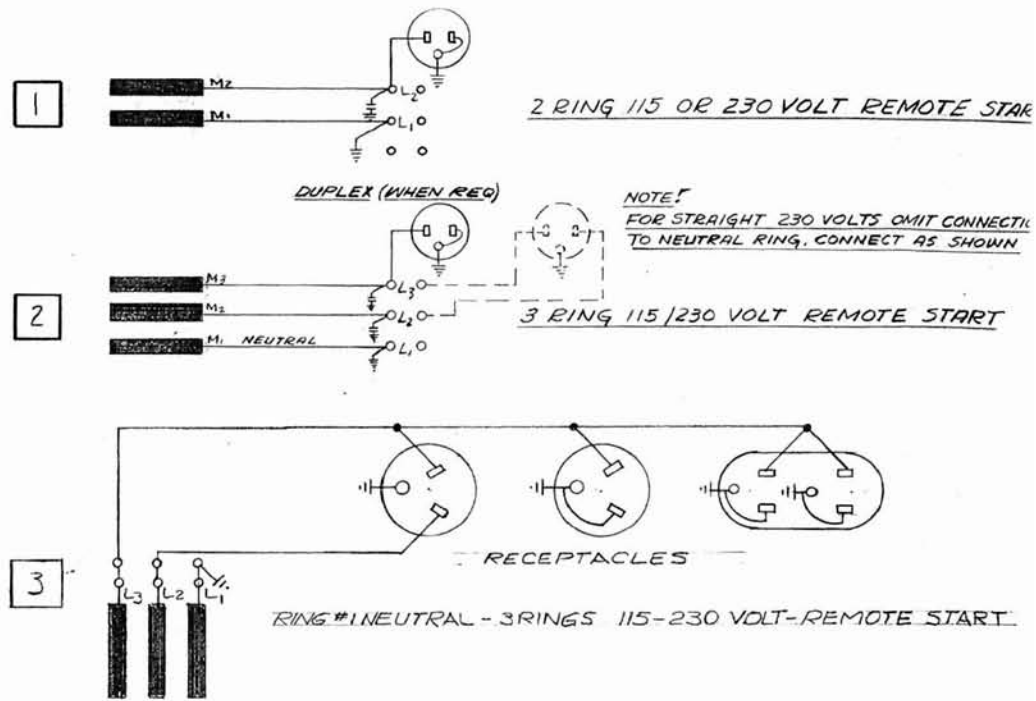 1
M2
L2
M1
L1
2 RING 115 OR 230 VOLT REMOTE STAR
DUPLEX (WHEN REQ)
NOTE!
FOR STRAIGHT 230 VOLTS OMIT CONNECTIO
TO NEUTRAL RING, CONNECT AS SHOWN
2
M3
L3
M2
L2
M1 NEUTRAL
L1
3 RING 115/230 VOLT REMOTE START
RECEPTACLES
3
L3 L2 L1
RING #1 NEUTRAL - 3 RINGS 115-230 VOLT-REMOTE START